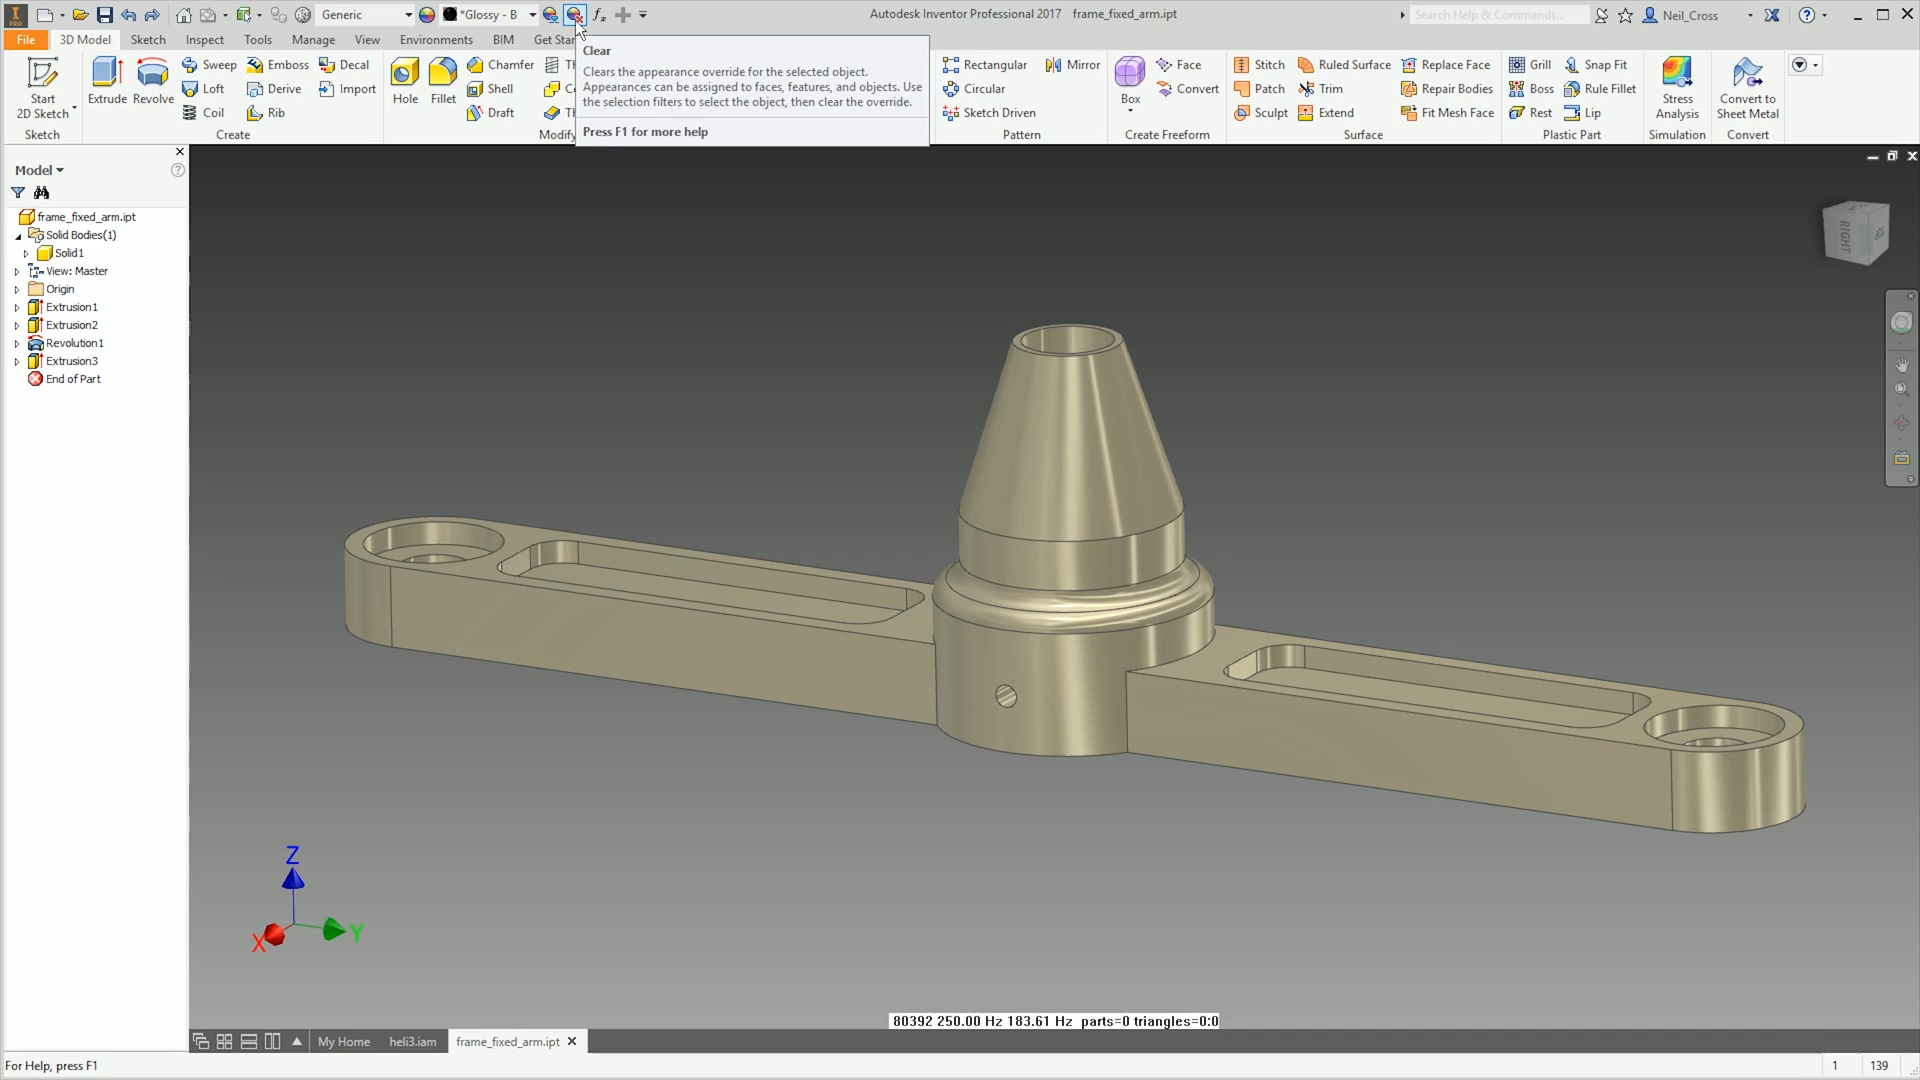 PRO
Generic
*Glossy - B
fx
Autodesk Inventor Professional 2017 frame_fixed_arm.ipt
Search Help & Commands...
Neil_Cross
File
3D Model
Sketch
Inspect
Tools
Manage
View
Environments
BIM
Get Star
Start
2D Sketch
Sketch
Extrude
Revolve
Sweep
Loft
Coil
Emboss
Derive
Rib
Decal
Import
Create
Hole
Fillet
Chamfer
Shell
Draft
Modify
Clear
Clears the appearance override for the selected object.
Appearances can be assigned to faces, features, and objects. Use
the selection filters to select the object, then clear the override.
Press F1 for more help
Rectangular
Circular
Sketch Driven
Mirror
Pattern
Box
Face
Convert
Create Freeform
Stitch
Patch
Sculpt
Ruled Surface
Trim
Extend
Replace Face
Repair Bodies
Fit Mesh Face
Surface
Grill
Boss
Rest
Snap Fit
Rule Fillet
Lip
Plastic Part
Stress
Analysis
Simulation
Convert to
Sheet Metal
Convert
Model
frame_fixed_arm.ipt
Solid Bodies(1)
Solid1
View: Master
Origin
Extrusion1
Extrusion2
Revolution1
Extrusion3
End of Part
RIGHT
Z
X
Y
80392 250.00 Hz 183.61 Hz parts=0 triangles=0:0
My Home
heli3.iam
frame_fixed_arm.ipt
For Help, press F1
1
139